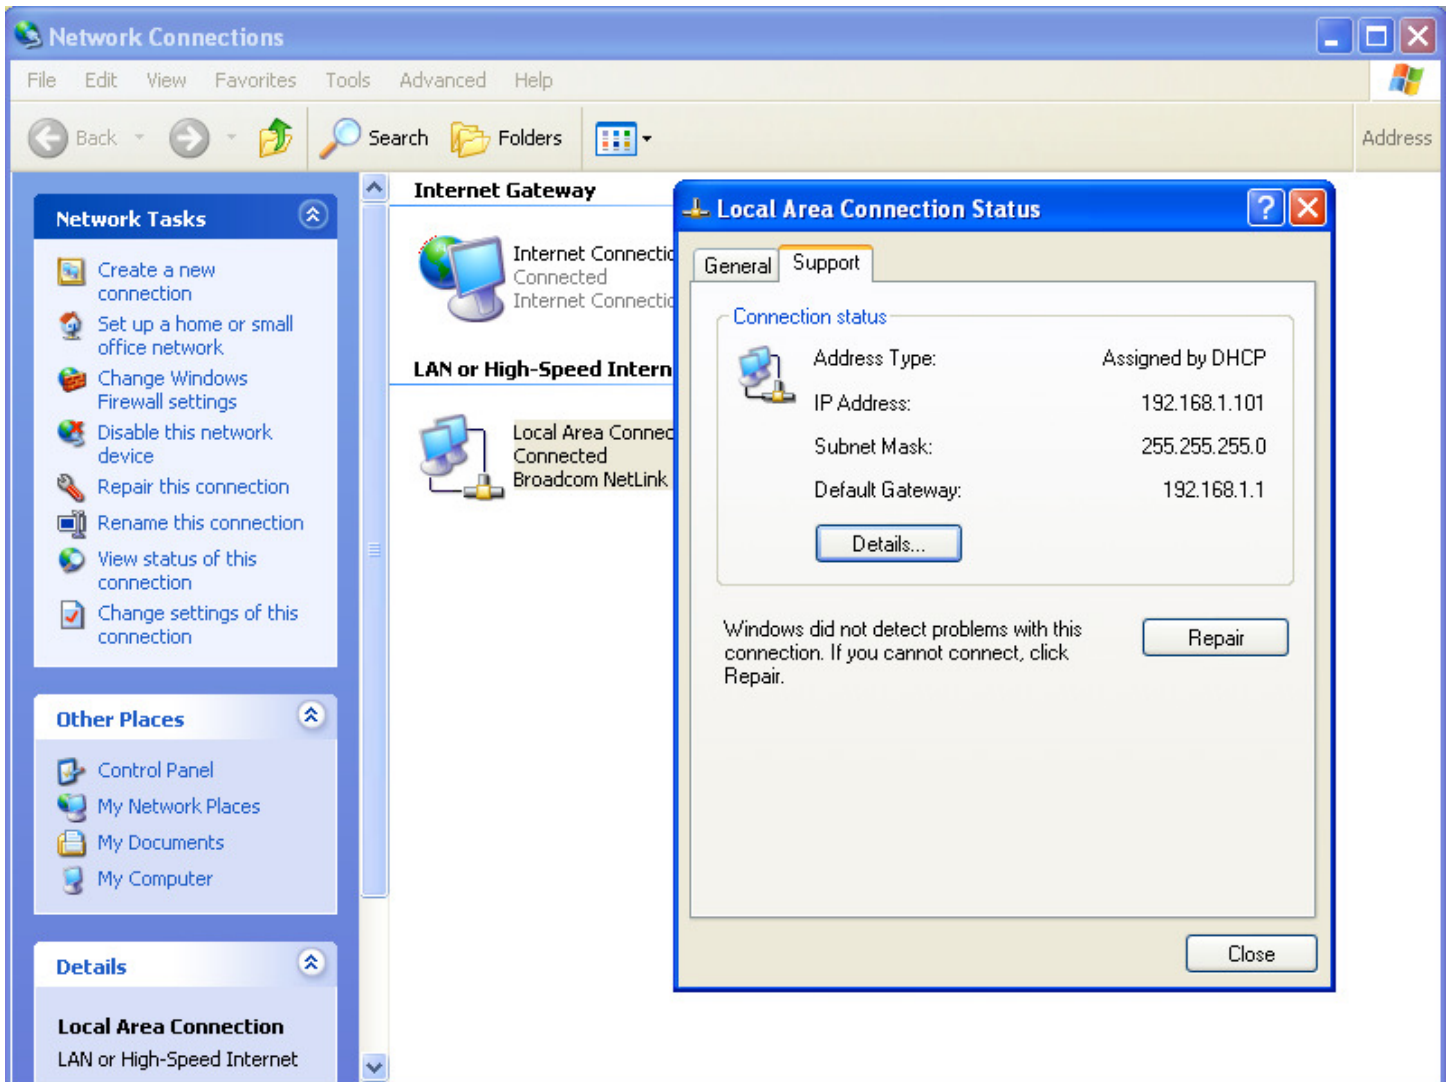 Network Connections
File Edit View Favorites Tools Advanced Help
Back Search Folders Address
Network Tasks
Create a new
connection
Set up a home or small
office network
Change Windows
Firewall settings
Disable this network
device
Repair this connection
Rename this connection
View status of this
connection
Change settings of this
connection
Other Places
Control Panel
My Network Places
My Documents
My Computer
Details
Local Area Connection
LAN or High-Speed Internet
Internet Gateway
Internet Connectio
Connected
Internet Connectio
LAN or High-Speed Intern
Local Area Connec
Connected
Broadcom NetLink
Local Area Connection Status
General Support
Connection status
Address Type: Assigned by DHCP
IP Address: 192.168.1.101
Subnet Mask: 255.255.255.0
Default Gateway: 192.168.1.1
Details...
Windows did not detect problems with this
connection. If you cannot connect, click
Repair.
Repair
Close